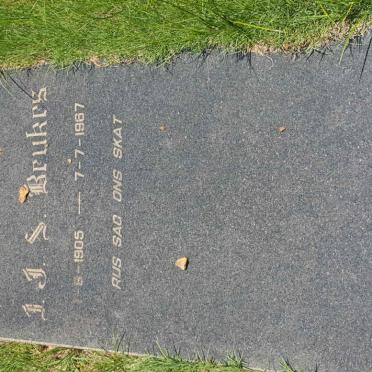 J. J. S. Beukes
8-1905 — 7-7-1967
RUS SAG ONS SKAT